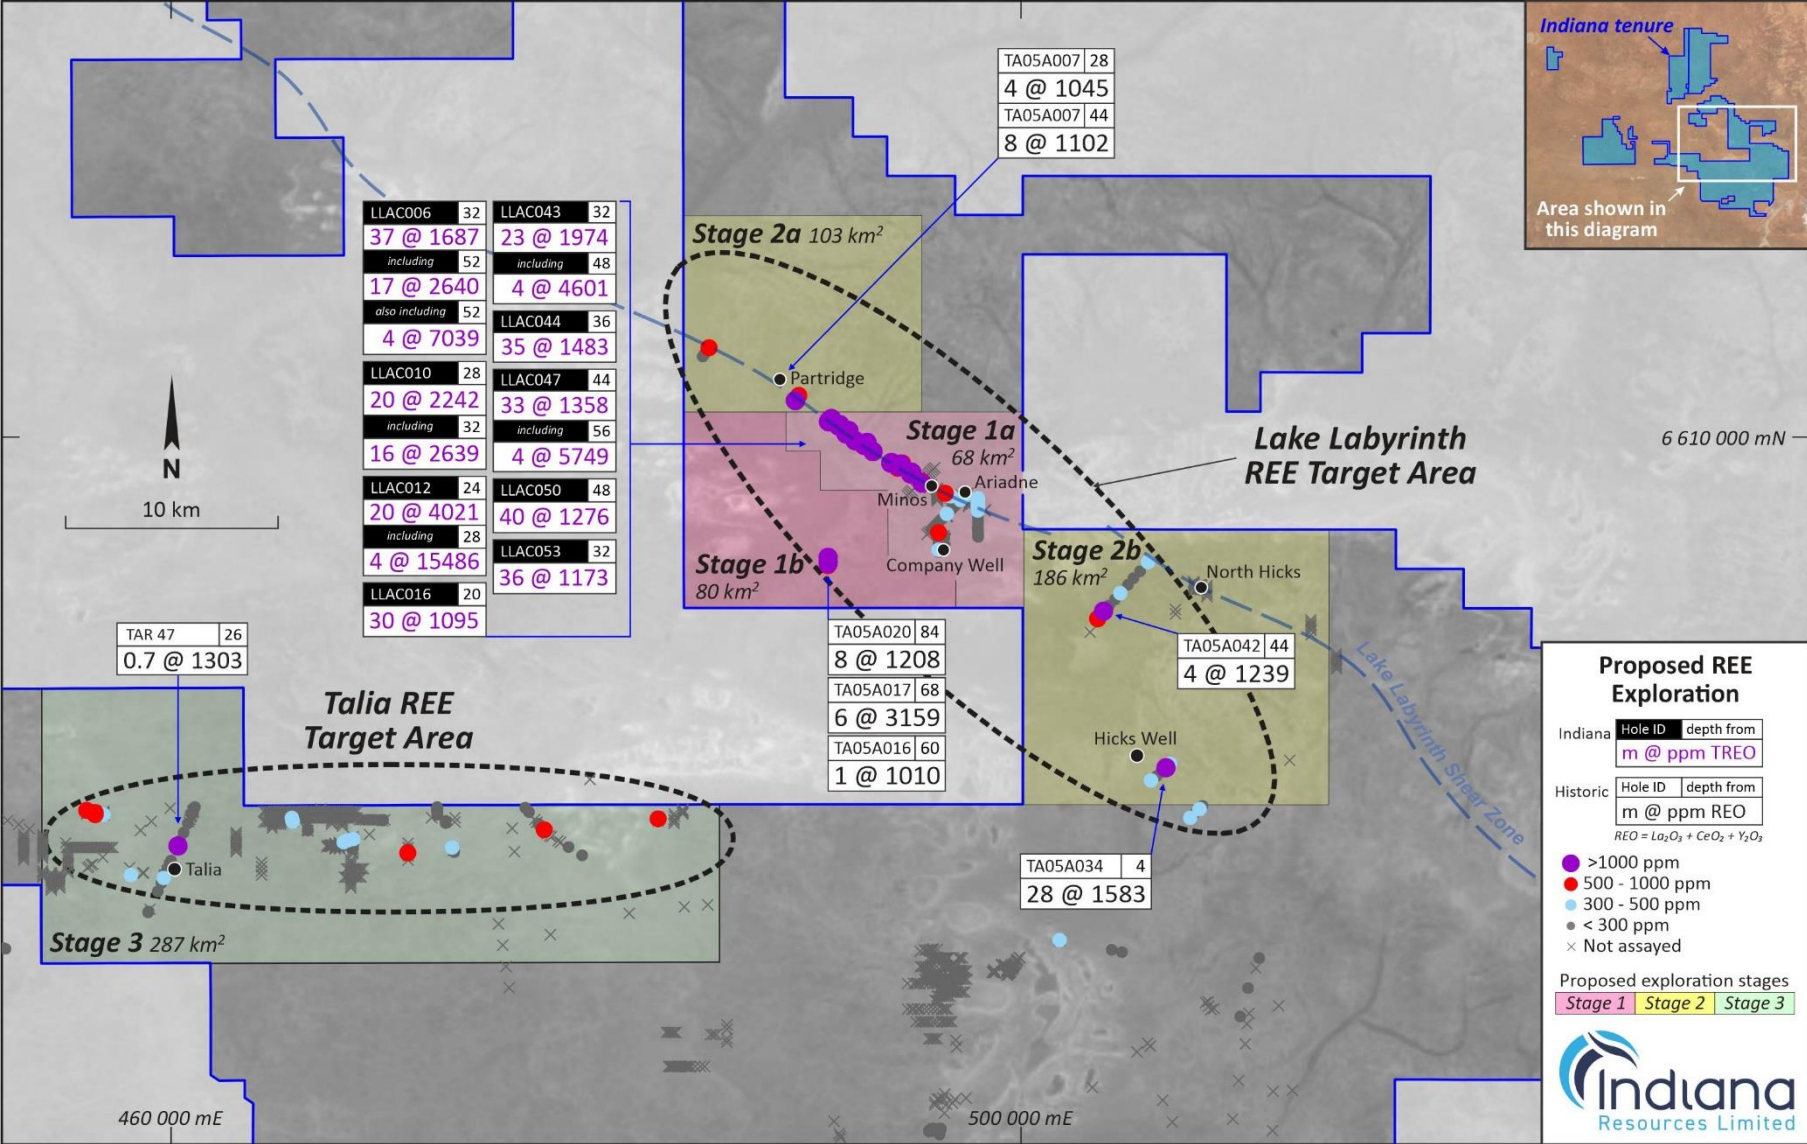 Indiana tenure
Area shown in
this diagram
TA05A007 28
4 @ 1045
TA05A007 44
8 @ 1102
LLAC006 32
37 @ 1687
including 52
17 @ 2640
also including 52
4 @ 7039
LLAC010 28
20 @ 2242
including 32
16 @ 2639
LLAC012 24
20 @ 4021
including 28
4 @ 15486
LLAC016 20
30 @ 1095
LLAC043 32
23 @ 1974
including 48
4 @ 4601
LLAC044 36
35 @ 1483
LLAC047 44
33 @ 1358
including 56
4 @ 5749
LLAC050 48
40 @ 1276
LLAC053 32
36 @ 1173
Stage 2a 103 km²
Partridge
Stage 1a
68 km²
Ariadne
Minos
Company Well
Stage 1b
80 km²
Lake Labyrinth
REE Target Area
6 610 000 mN
N
10 km
Stage 2b
186 km²
North Hicks
TA05A042 44
4 @ 1239
Lake Labyrinth Shear Zone
Hicks Well
TA05A020 84
8 @ 1208
TA05A017 68
6 @ 3159
TA05A016 60
1 @ 1010
TA05A034 4
28 @ 1583
TAR 47 26
0.7 @ 1303
Talia REE
Target Area
Talia
Stage 3 287 km²
460 000 mE
500 000 mE
Proposed REE
Exploration
Indiana Hole ID depth from
m @ ppm TREO
Historic Hole ID depth from
m @ ppm REO
REO = La₂O₃ + CeO₂ + Y₂O₃
>1000 ppm
500 - 1000 ppm
300 - 500 ppm
< 300 ppm
Not assayed
Proposed exploration stages
Stage 1 Stage 2 Stage 3
Indiana
Resources Limited